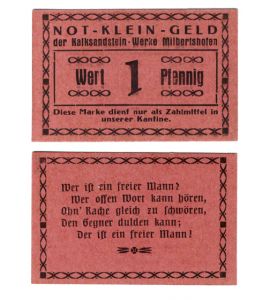 NOT-KLEIN-GELD
der Kalksandstein-Werke Milbertshofen
Wert 1 Pfennig
Diese Marke dient nur als Zahlmittel in
unserer Kantine.
Wer ist ein freier Mann?
Wer offen Wort kann hören,
Ohn' Rache gleich zu schwören,
Den Gegner dulden kann;
Der ist ein freier Mann!